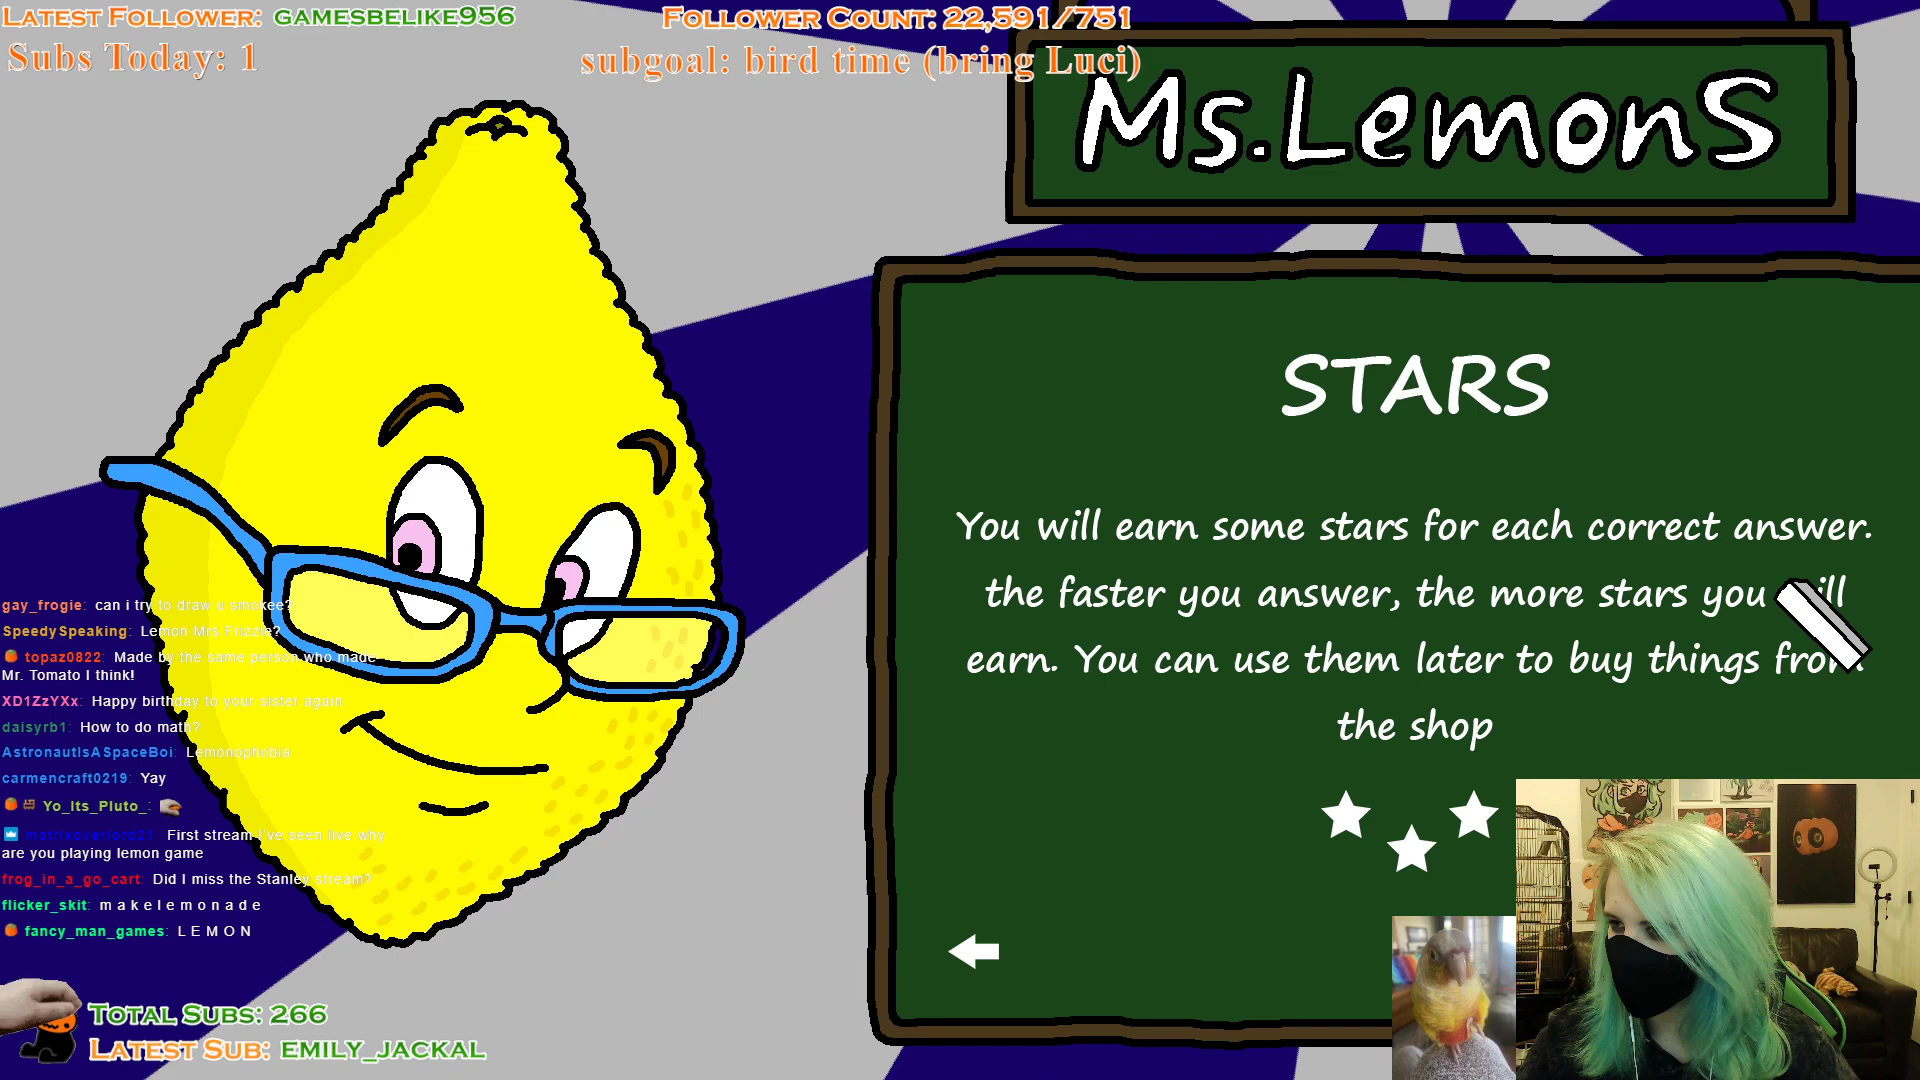 LATEST FOLLOWER: GAMESBELIKE956
FOLLOWER COUNT: 22,591/751
Subs Today: 1
subgoal: bird time (bring Luci)
Ms.LemonS
STARS
You will earn some stars for each correct answer.
the faster you answer, the more stars you will
earn. You can use them later to buy things from
the shop
gay_frogie: can i try to draw u smokee?
SpeedySpeaking: Lemon Mrs Frizzle?
topaz0822: Made by the same person who made
Mr. Tomato I think!
XD1ZzYXx: Happy birthday to your sister again
daisyrb1: How to do math?
AstronautIsASpaceBoi: Lemonophobia
carmencraft0219: Yay
Yo_Its_Pluto_:
matrixoverlord21: First stream I've seen live why
are you playing lemon game
frog_in_a_go_cart: Did I miss the Stanley stream?
flicker_skit: m a k e l e m o n a d e
fancy_man_games: L E M O N
TOTAL SUBS: 266
LATEST SUB: EMILY_JACKAL